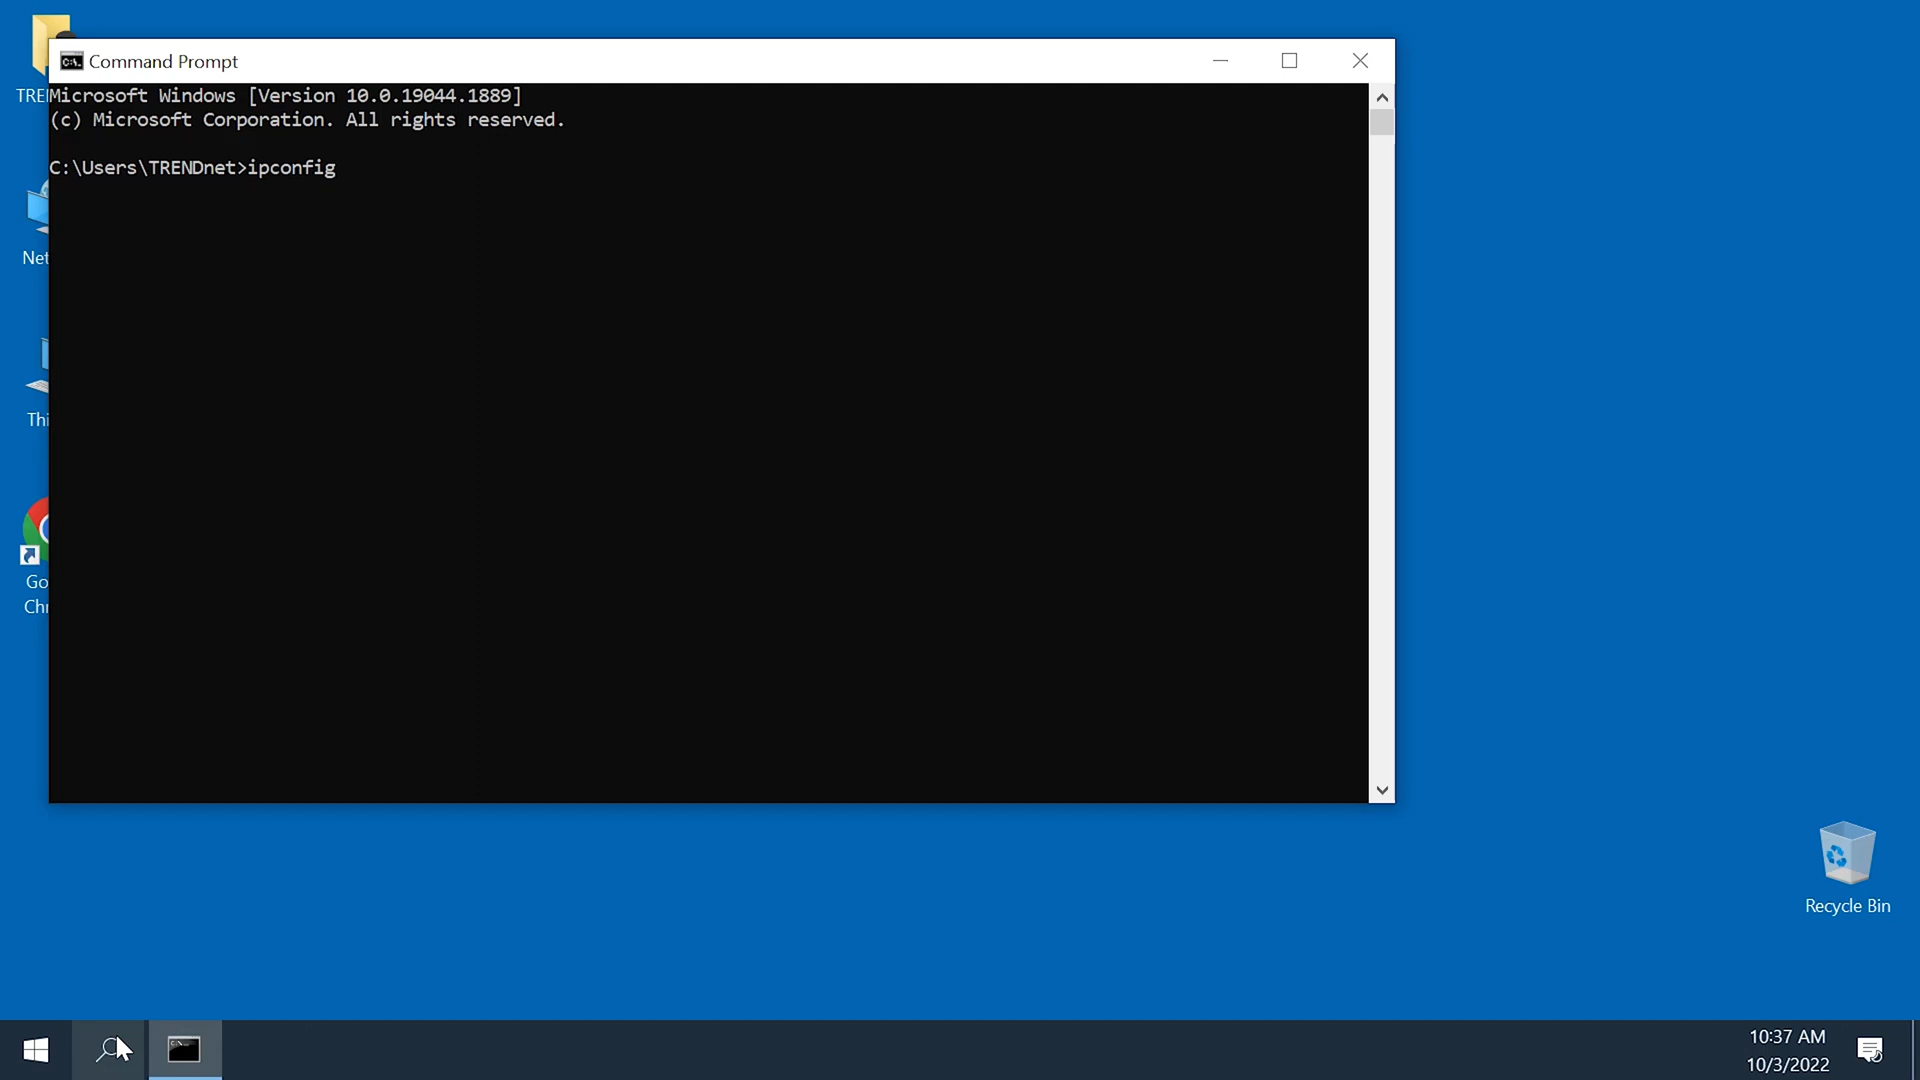 Command Prompt
Microsoft Windows [Version 10.0.19044.1889]
(c) Microsoft Corporation. All rights reserved.
C:\Users\TRENDnet>ipconfig
TRE
Net
Thi
Go
Chr
Recycle Bin
10:37 AM
10/3/2022